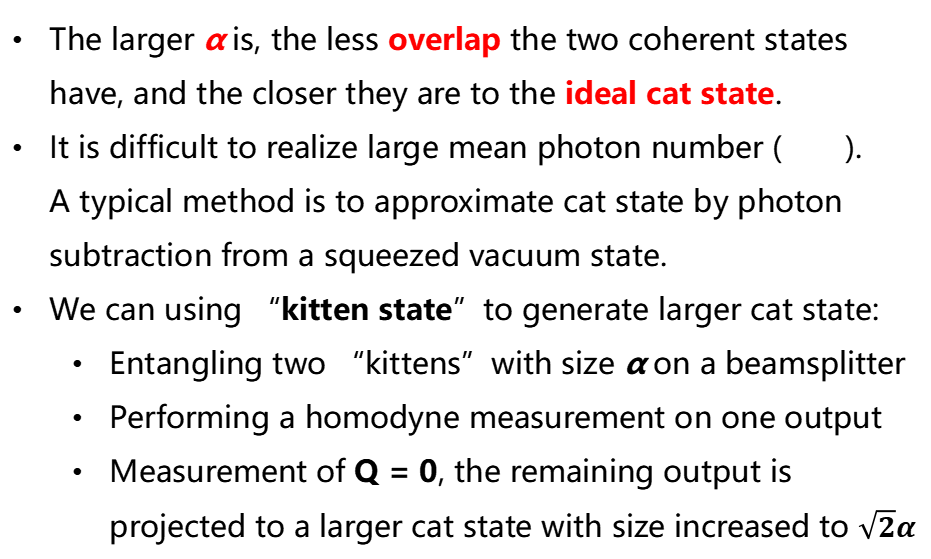 • The larger α is, the less overlap the two coherent states
have, and the closer they are to the ideal cat state.
• It is difficult to realize large mean photon number (      ).
A typical method is to approximate cat state by photon
subtraction from a squeezed vacuum state.
• We can using “kitten state” to generate larger cat state:
• Entangling two “kittens” with size α on a beamsplitter
• Performing a homodyne measurement on one output
• Measurement of Q = 0, the remaining output is
projected to a larger cat state with size increased to √2α